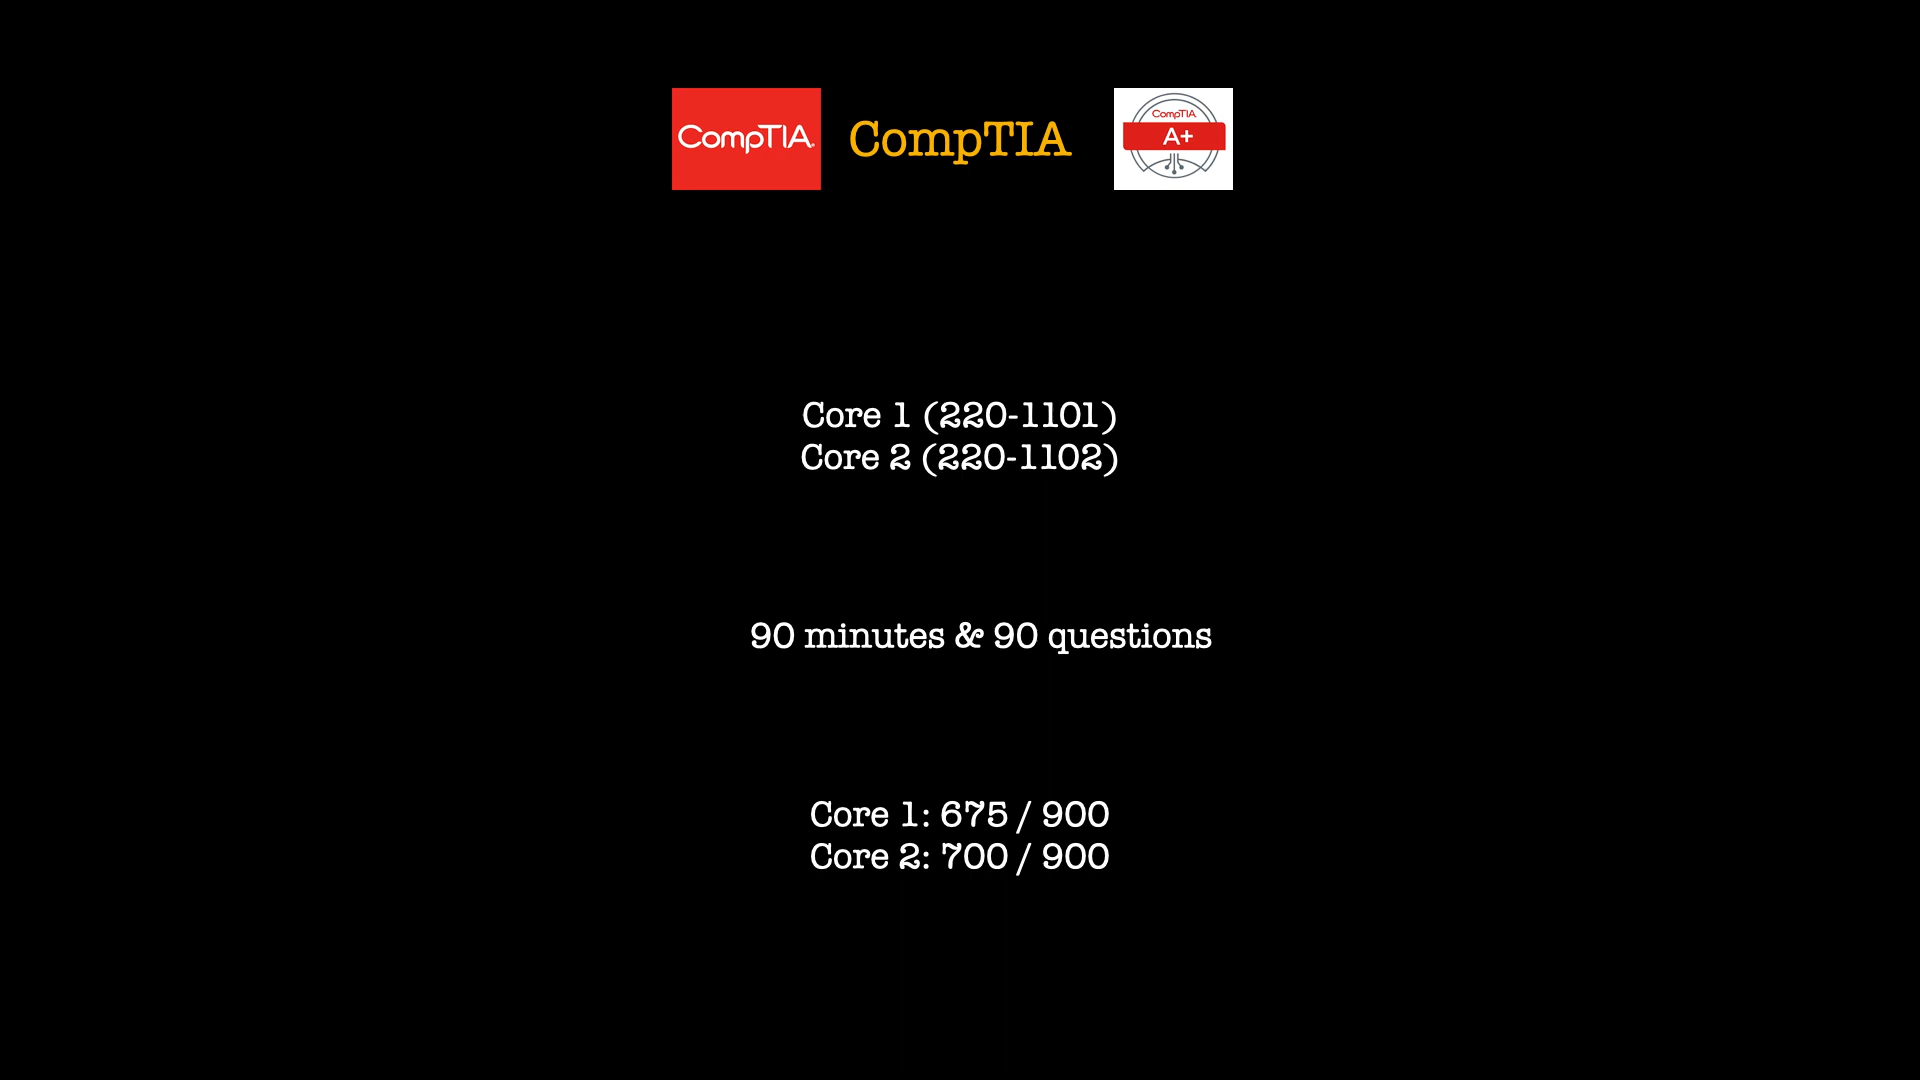 CompTIA.
CompTIA
CompTIA.
A+
Core 1 (220-1101)
Core 2 (220-1102)
90 minutes & 90 questions
Core 1: 675 / 900
Core 2: 700 / 900